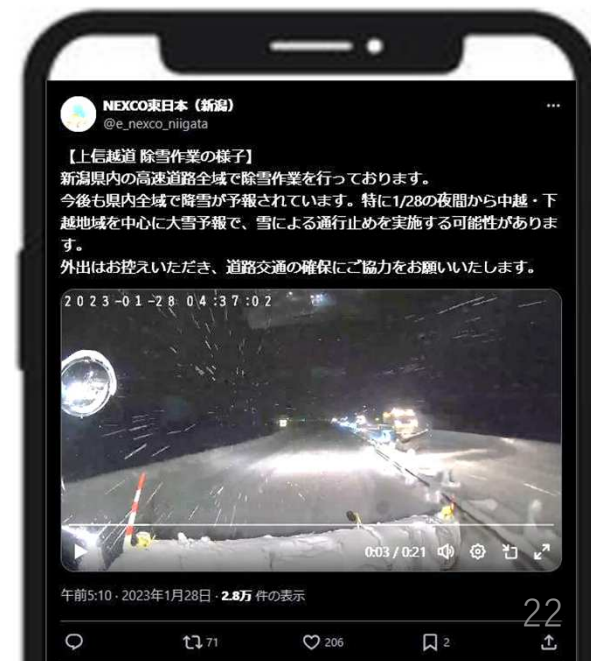 NEXCO東日本（新潟）
@e_nexco_niigata
【上信越道 除雪作業の様子】
新潟県内の高速道路全域で除雪作業を行っております。
今後も県内全域で降雪が予報されています。特に1/28の夜間から中越・下
越地域を中心に大雪予報で、雪による通行止めを実施する可能性がありま
す。
外出はお控えいただき、道路交通の確保にご協力をお願いいたします。
2023-01-28 04:37:02
0:03 / 0:21
午前5:10 · 2023年1月28日 · 2.8万 件の表示
22
71
206
2